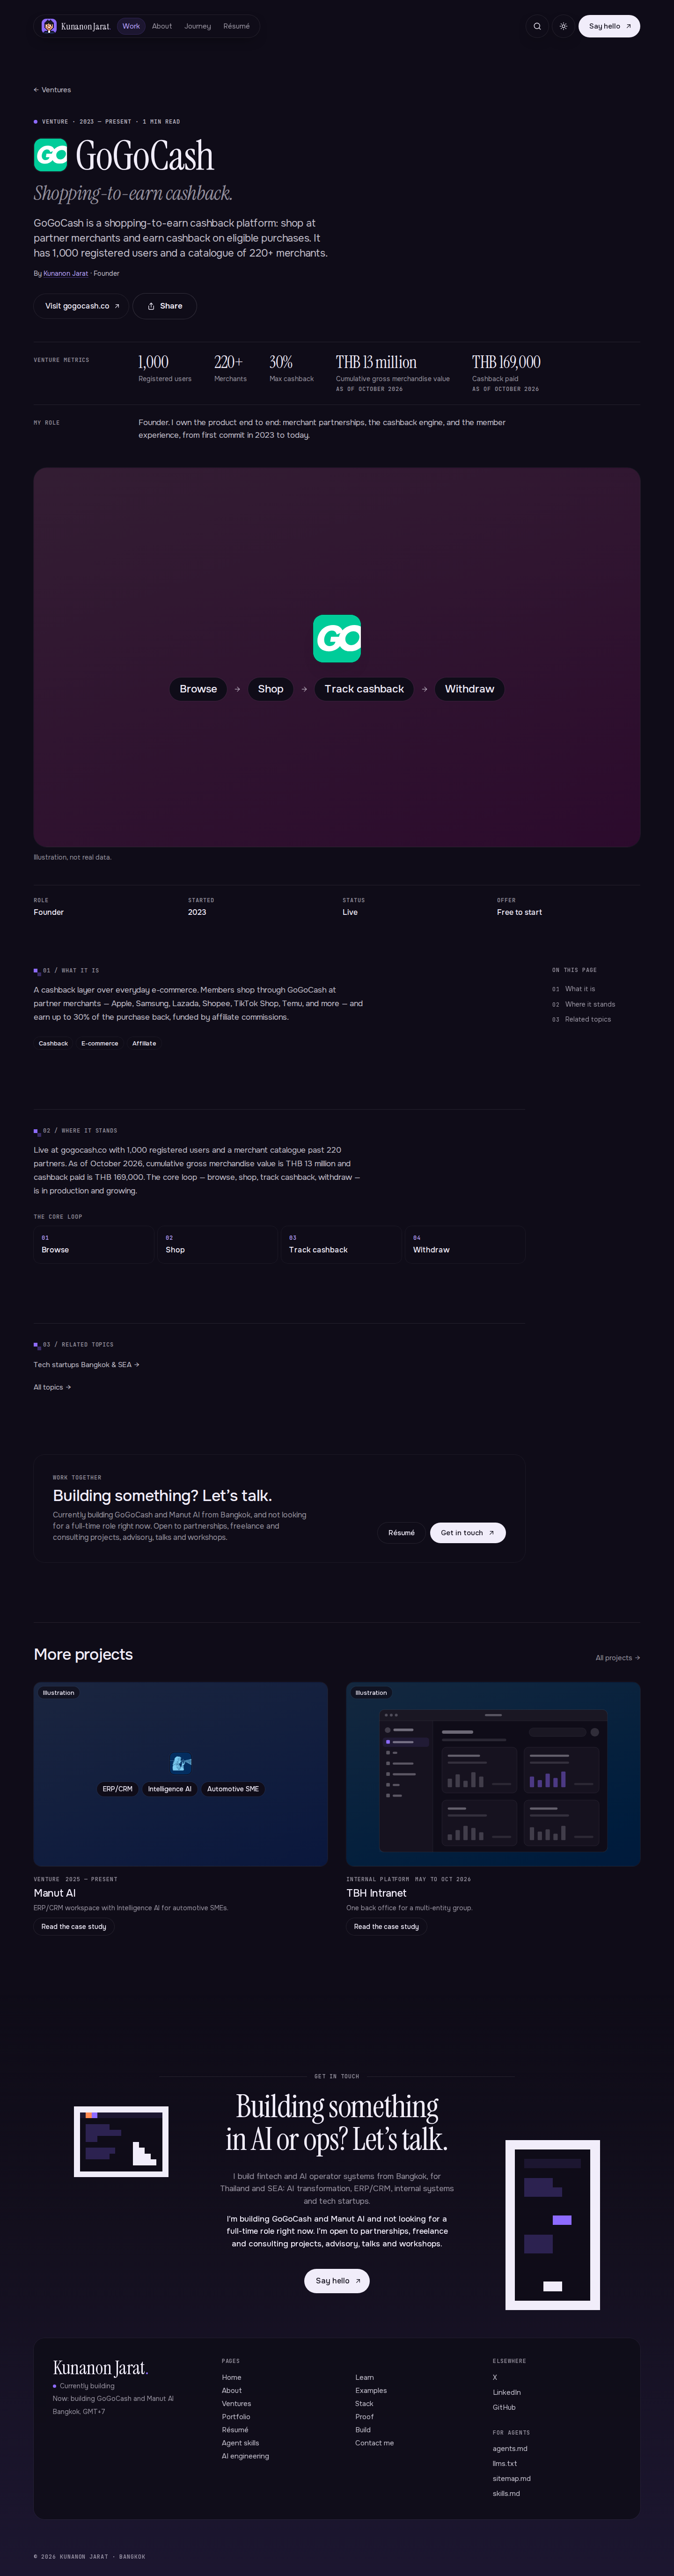 Kunanon Jarat Work About Journey Résumé Say hello ↗
← Ventures
VENTURE · 2023 — PRESENT · 1 MIN READ
GO GoGoCash
Shopping-to-earn cashback.
GoGoCash is a shopping-to-earn cashback platform: shop at
partner merchants and earn cashback on eligible purchases. It
has 1,000 registered users and a catalogue of 220+ merchants.
By Kunanon Jarat · Founder
Visit gogocash.co ↗ Share
VENTURE METRICS
1,000
Registered users
220+
Merchants
30%
Max cashback
THB 13 million
Cumulative gross merchandise value
AS OF OCTOBER 2026
THB 169,000
Cashback paid
AS OF OCTOBER 2026
MY ROLE
Founder. I own the product end to end: merchant partnerships, the cashback engine, and the member
experience, from first commit in 2023 to today.
GO
Browse → Shop → Track cashback → Withdraw
Illustration, not real data.
ROLE
Founder
STARTED
2023
STATUS
Live
OFFER
Free to start
01 / WHAT IT IS
A cashback layer over everyday e-commerce. Members shop through GoGoCash at
partner merchants — Apple, Samsung, Lazada, Shopee, TikTok Shop, Temu, and more — and
earn up to 30% of the purchase back, funded by affiliate commissions.
Cashback E-commerce Affiliate
ON THIS PAGE
01 What it is
02 Where it stands
03 Related topics
02 / WHERE IT STANDS
Live at gogocash.co with 1,000 registered users and a merchant catalogue past 220
partners. As of October 2026, cumulative gross merchandise value is THB 13 million and
cashback paid is THB 169,000. The core loop — browse, shop, track cashback, withdraw —
is in production and growing.
THE CORE LOOP
01
Browse
02
Shop
03
Track cashback
04
Withdraw
03 / RELATED TOPICS
Tech startups Bangkok & SEA →
All topics →
WORK TOGETHER
Building something? Let's talk.
Currently building GoGoCash and Manut AI from Bangkok, and not looking
for a full-time role right now. Open to partnerships, freelance and
consulting projects, advisory, talks and workshops.
Résumé Get in touch ↗
More projects
All projects →
Illustration
ERP/CRM Intelligence AI Automotive SME
VENTURE 2025 — PRESENT
Manut AI
ERP/CRM workspace with Intelligence AI for automotive SMEs.
Read the case study
Illustration
INTERNAL PLATFORM MAY TO OCT 2026
TBH Intranet
One back office for a multi-entity group.
Read the case study
GET IN TOUCH
Building something
in AI or ops? Let's talk.
I build fintech and AI operator systems from Bangkok, for
Thailand and SEA: AI transformation, ERP/CRM, internal systems
and tech startups.
I'm building GoGoCash and Manut AI and not looking for a
full-time role right now. I'm open to partnerships, freelance
and consulting projects, advisory, talks and workshops.
Say hello ↗
Kunanon Jarat.
Currently building
Now: building GoGoCash and Manut AI
Bangkok, GMT+7
PAGES
Home
About
Ventures
Portfolio
Résumé
Agent skills
AI engineering
Learn
Examples
Stack
Proof
Build
Contact me
ELSEWHERE
X
LinkedIn
GitHub
FOR AGENTS
agents.md
llms.txt
sitemap.md
skills.md
© 2026 KUNANON JARAT · BANGKOK